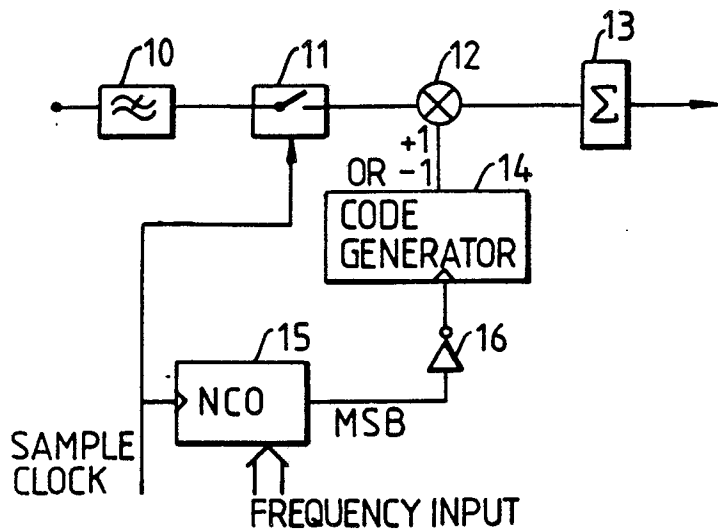 10
11
12
13
+1
OR -1
14
CODE
GENERATOR
15
16
NCO
MSB
SAMPLE
CLOCK
FREQUENCY INPUT
Σ